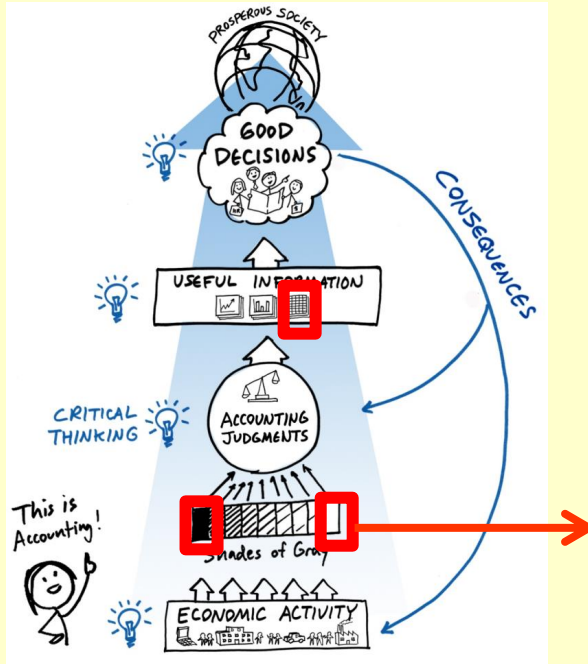 PROSPEROUS SOCIETY
GOOD
DECISIONS
CONSEQUENCES
USEFUL INFORMATION
CRITICAL
THINKING
ACCOUNTING
JUDGMENTS
This is
Accounting!
Shades of Gray
ECONOMIC ACTIVITY